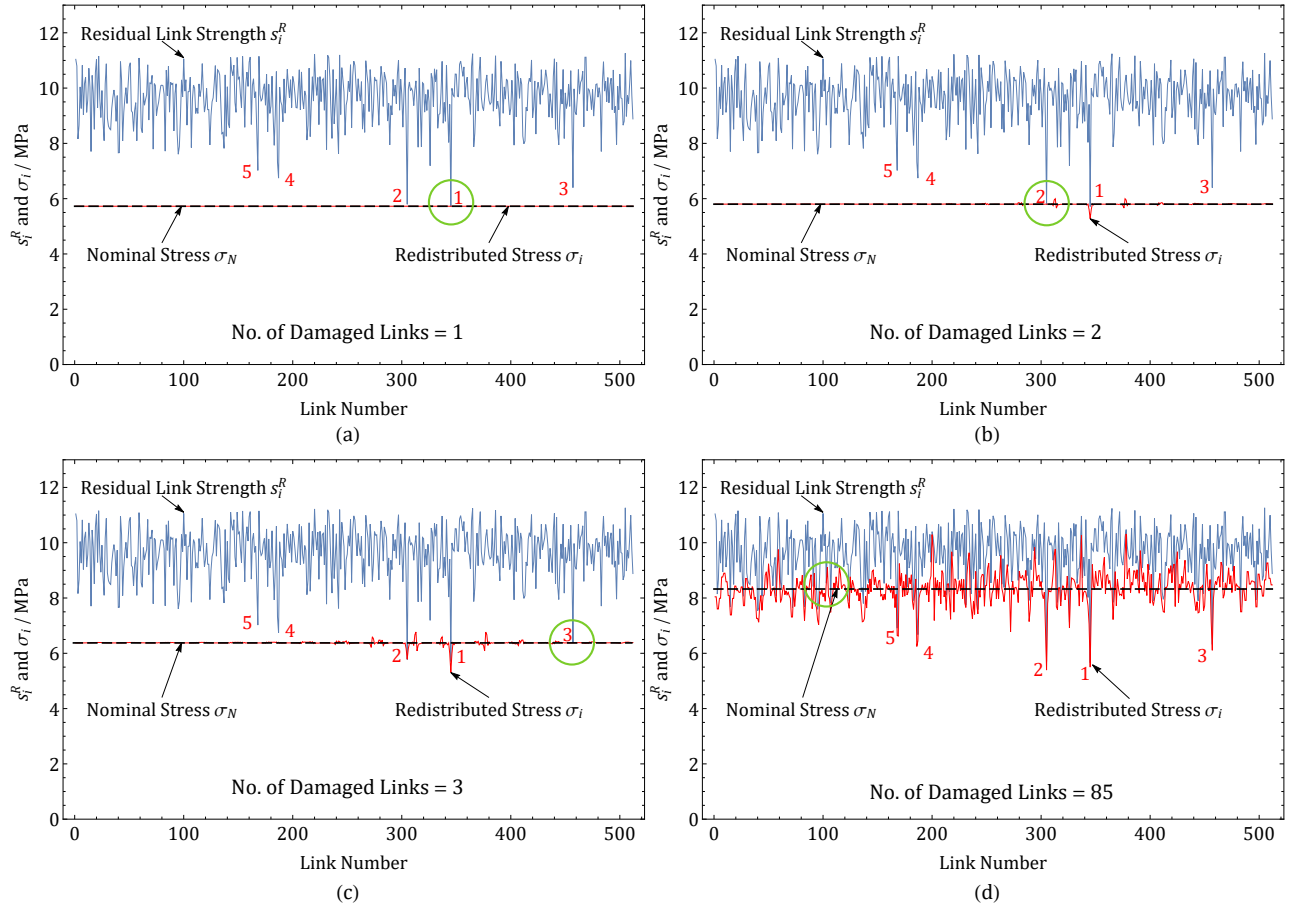 12
10
8
6
4
2
0
0
100
200
300
400
500
Residual Link Strength s_i^R
5
4
2
1
3
Nominal Stress σ_N
Redistributed Stress σ_i
No. of Damaged Links = 1
s_i^R and σ_i / MPa
Link Number
(a)
12
10
8
6
4
2
0
0
100
200
300
400
500
Residual Link Strength s_i^R
5
4
2
1
3
Nominal Stress σ_N
Redistributed Stress σ_i
No. of Damaged Links = 2
s_i^R and σ_i / MPa
Link Number
(b)
12
10
8
6
4
2
0
0
100
200
300
400
500
Residual Link Strength s_i^R
5
4
2
1
3
Nominal Stress σ_N
Redistributed Stress σ_i
No. of Damaged Links = 3
s_i^R and σ_i / MPa
Link Number
(c)
12
10
8
6
4
2
0
0
100
200
300
400
500
Residual Link Strength s_i^R
5
4
2
1
3
Nominal Stress σ_N
Redistributed Stress σ_i
No. of Damaged Links = 85
s_i^R and σ_i / MPa
Link Number
(d)